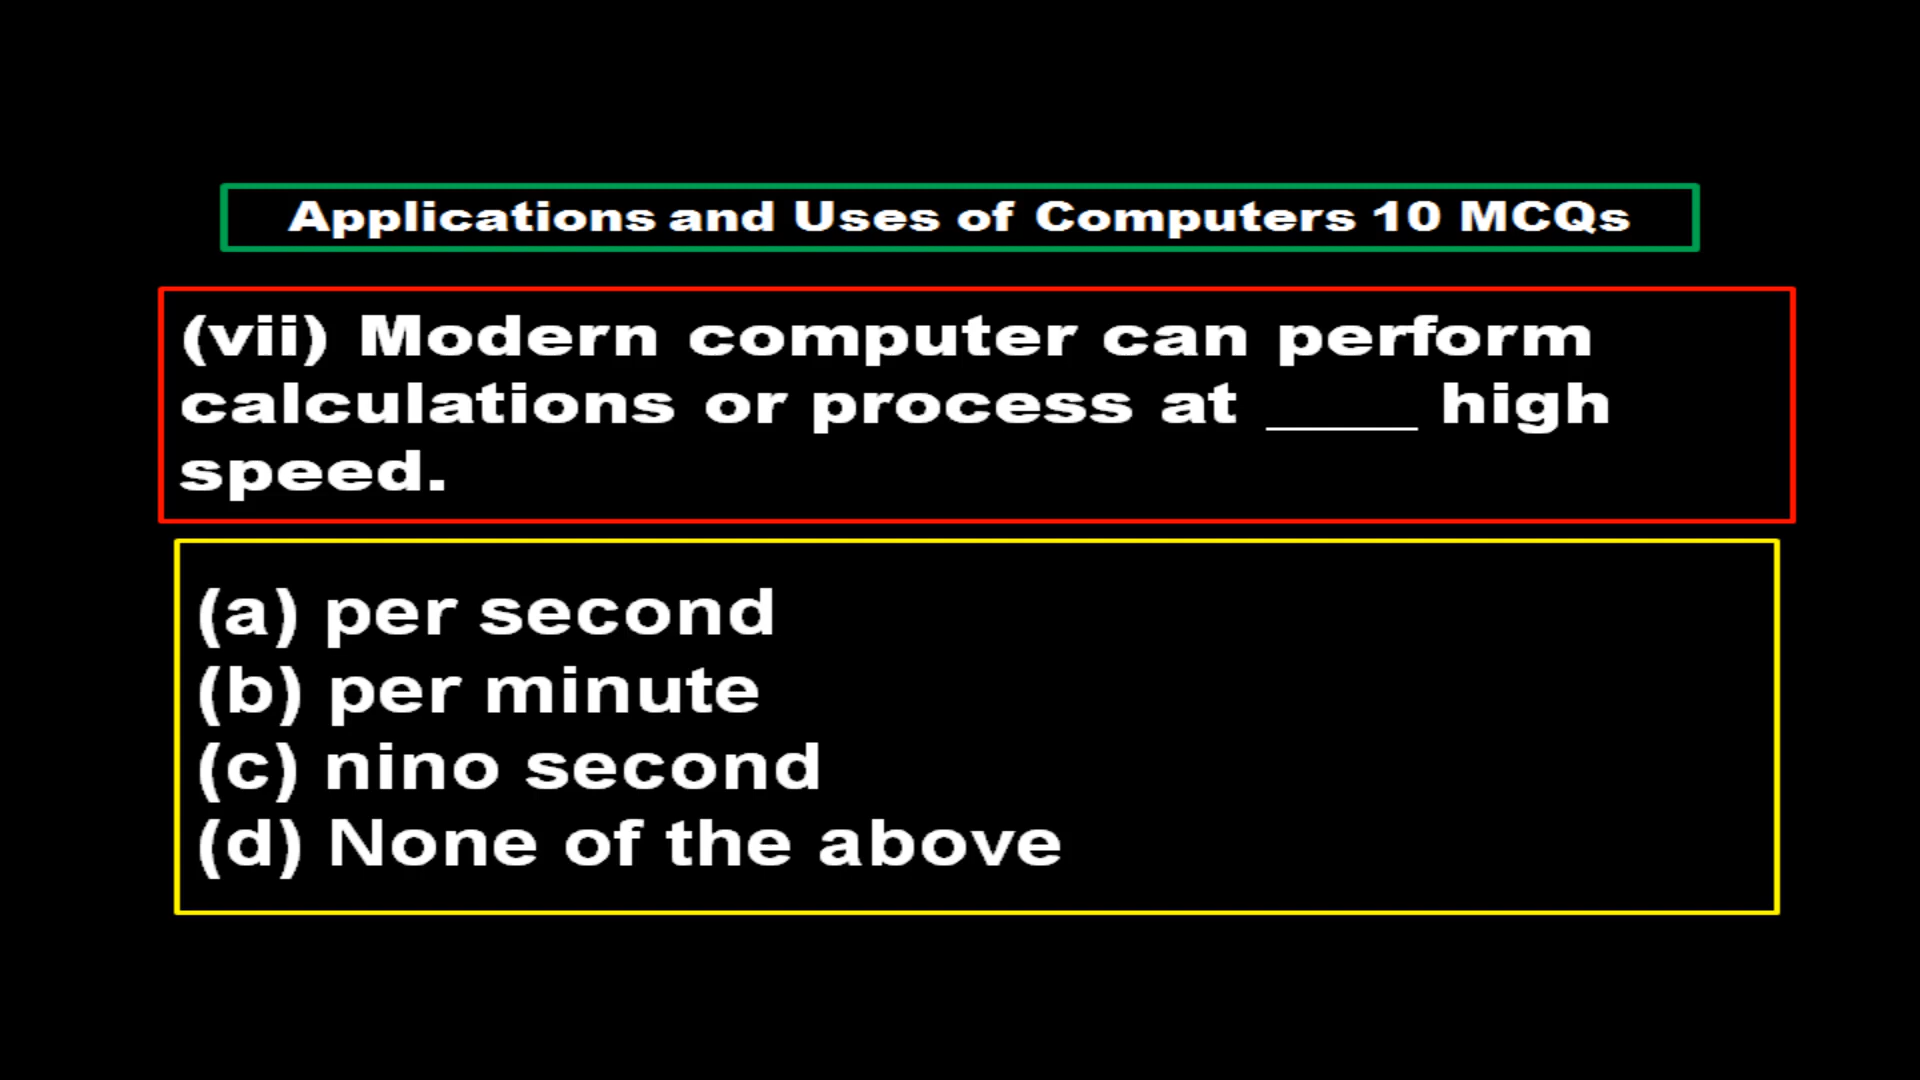 Applications and Uses of Computers 10 MCQs
(vii) Modern computer can perform
calculations or process at _____ high
speed.
(a) per second
(b) per minute
(c) nino second
(d) None of the above